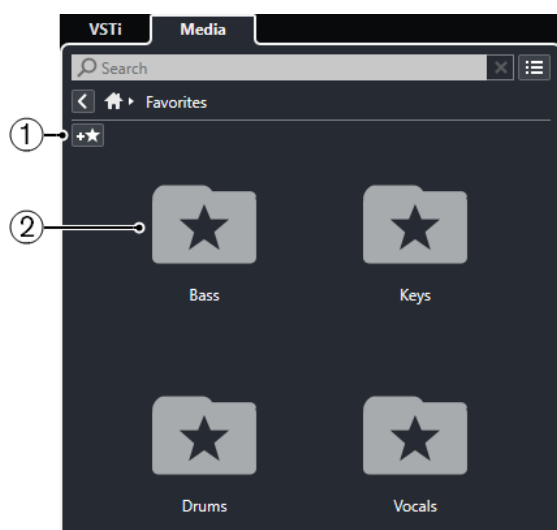 VSTi Media
Search
Favorites
1
2
Bass Keys
Drums Vocals